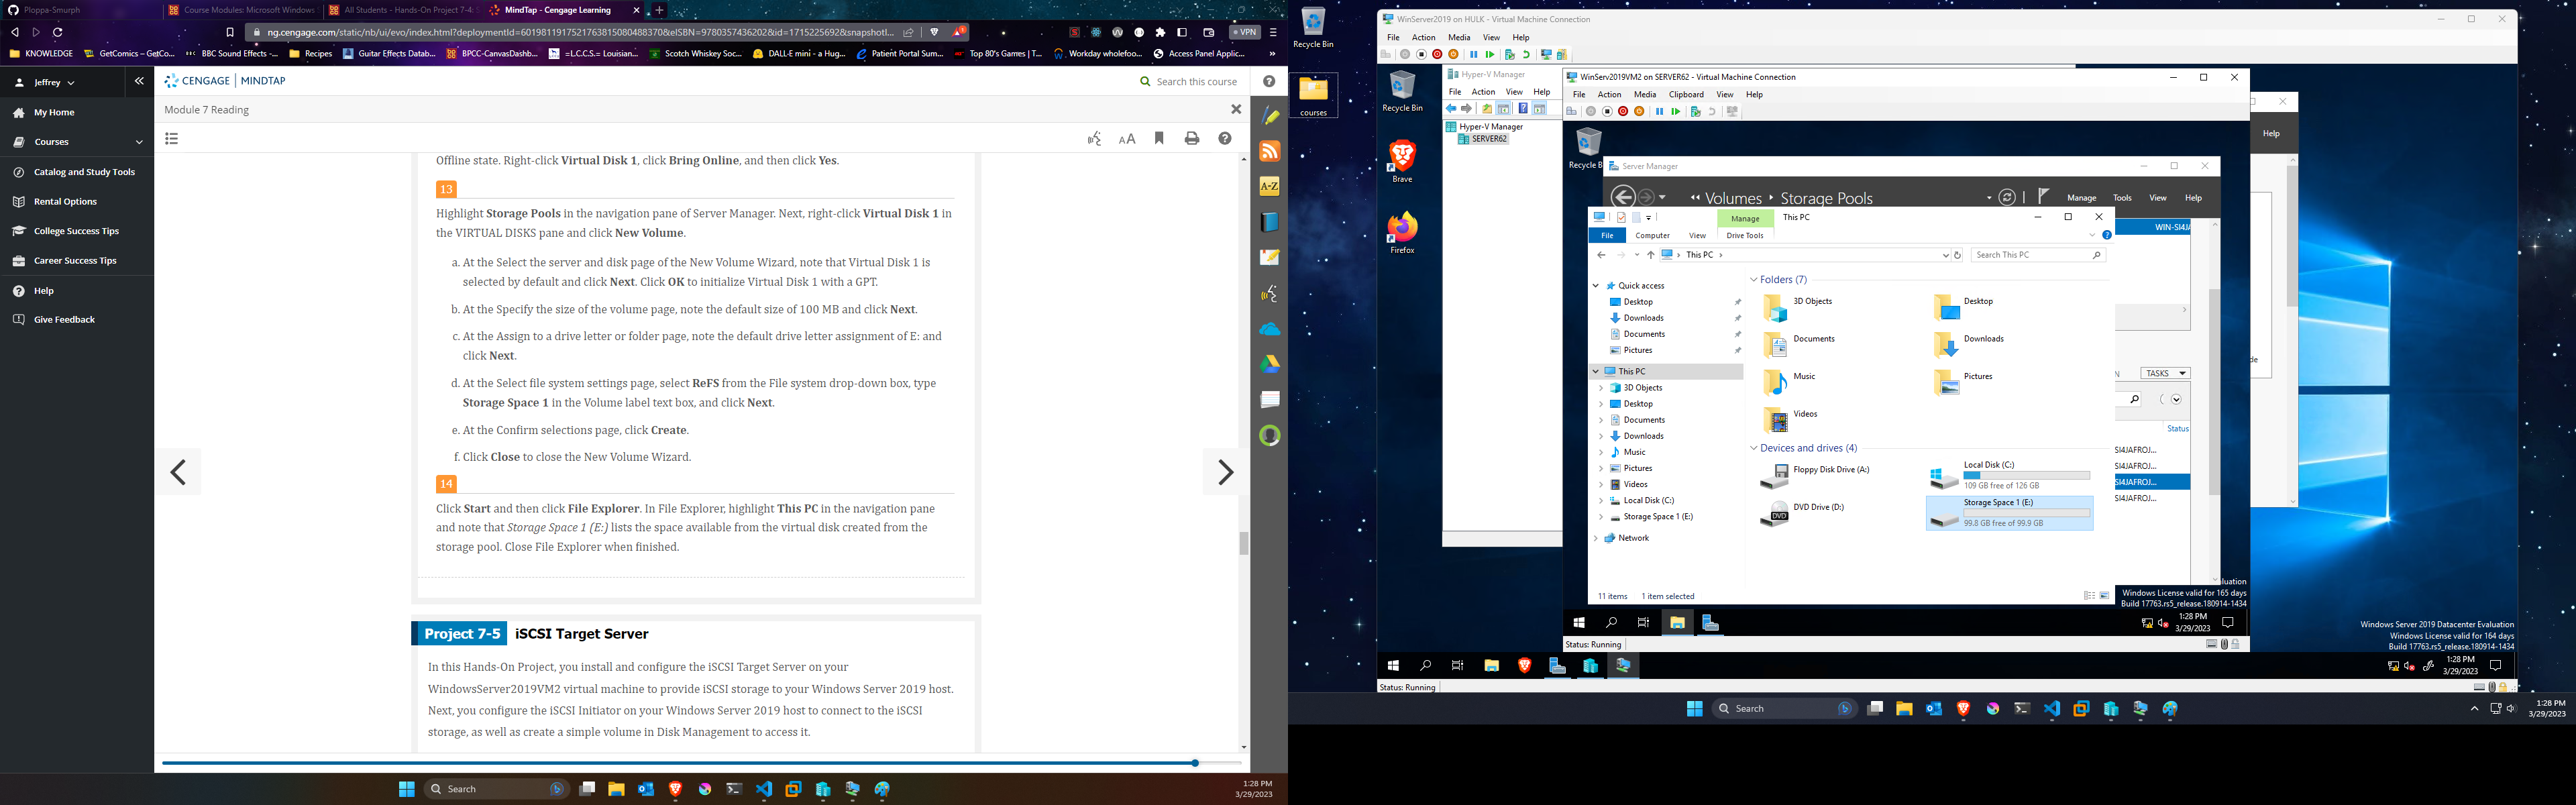 Ploppa-Smurph
Course Modules: Microsoft Windows
All Students - Hands-On Project 7-4: S
MindTap - Cengage Learning
ng.cengage.com/static/nb/ui/evo/index.html?deploymentId=6019811917521763815080488370&eISBN=9780357436202&id=1715225692&snapshotI...
VPN
KNOWLEDGE
GetComics – GetCo...
BBC Sound Effects -...
Recipes
Guitar Effects Datab...
BPCC-CanvasDashb...
=L.C.C.S.= Louisian...
Scotch Whiskey Soc...
DALL·E mini - a Hug...
Patient Portal Sum...
Top 80's Games | T...
Workday wholefoo...
Access Panel Applic...
Jeffrey
CENGAGE | MINDTAP
Search this course
My Home
Courses
Catalog and Study Tools
Rental Options
College Success Tips
Career Success Tips
Help
Give Feedback
Module 7 Reading
AA
A-Z
Offline state. Right-click Virtual Disk 1, click Bring Online, and then click Yes.
13
Highlight Storage Pools in the navigation pane of Server Manager. Next, right-click Virtual Disk 1 in
the VIRTUAL DISKS pane and click New Volume.
a. At the Select the server and disk page of the New Volume Wizard, note that Virtual Disk 1 is
selected by default and click Next. Click OK to initialize Virtual Disk 1 with a GPT.
b. At the Specify the size of the volume page, note the default size of 100 MB and click Next.
c. At the Assign to a drive letter or folder page, note the default drive letter assignment of E: and
click Next.
d. At the Select file system settings page, select ReFS from the File system drop-down box, type
Storage Space 1 in the Volume label text box, and click Next.
e. At the Confirm selections page, click Create.
f. Click Close to close the New Volume Wizard.
14
Click Start and then click File Explorer. In File Explorer, highlight This PC in the navigation pane
and note that Storage Space 1 (E:) lists the space available from the virtual disk created from the
storage pool. Close File Explorer when finished.
Project 7-5 iSCSI Target Server
In this Hands-On Project, you install and configure the iSCSI Target Server on your
WindowsServer2019VM2 virtual machine to provide iSCSI storage to your Windows Server 2019 host.
Next, you configure the iSCSI Initiator on your Windows Server 2019 host to connect to the iSCSI
storage, as well as create a simple volume in Disk Management to access it.
Search
1:28 PM
3/29/2023
Recycle Bin
courses
WinServer2019 on HULK - Virtual Machine Connection
File Action Media View Help
Recycle Bin
Brave
Firefox
Hyper-V Manager
File Action View Help
Hyper-V Manager
SERVER62
Help
WinServ2019VM2 on SERVER62 - Virtual Machine Connection
File Action Media Clipboard View Help
Recycle B
Server Manager
Volumes
Storage Pools
Manage Tools View Help
WIN-SI4JA
TASKS
Status
SI4JAFROJ...
SI4JAFROJ...
SI4JAFROJ...
SI4JAFROJ...
Manage
This PC
File Computer View Drive Tools
This PC
Search This PC
Quick access
Desktop
Downloads
Documents
Pictures
This PC
3D Objects
Desktop
Documents
Downloads
Music
Pictures
Videos
Local Disk (C:)
Storage Space 1 (E:)
Network
Folders (7)
3D Objects
Desktop
Documents
Downloads
Music
Pictures
Videos
Devices and drives (4)
Floppy Disk Drive (A:)
Local Disk (C:)
109 GB free of 126 GB
DVD Drive (D:)
DVD
Storage Space 1 (E:)
99.8 GB free of 99.9 GB
11 items 1 item selected
aluation
Windows License valid for 165 days
Build 17763.rs5_release.180914-1434
1:28 PM
3/29/2023
Status: Running
Windows Server 2019 Datacenter Evaluation
Windows License valid for 164 days
Build 17763.rs5_release.180914-1434
1:28 PM
3/29/2023
Status: Running
Search
1:28 PM
3/29/2023